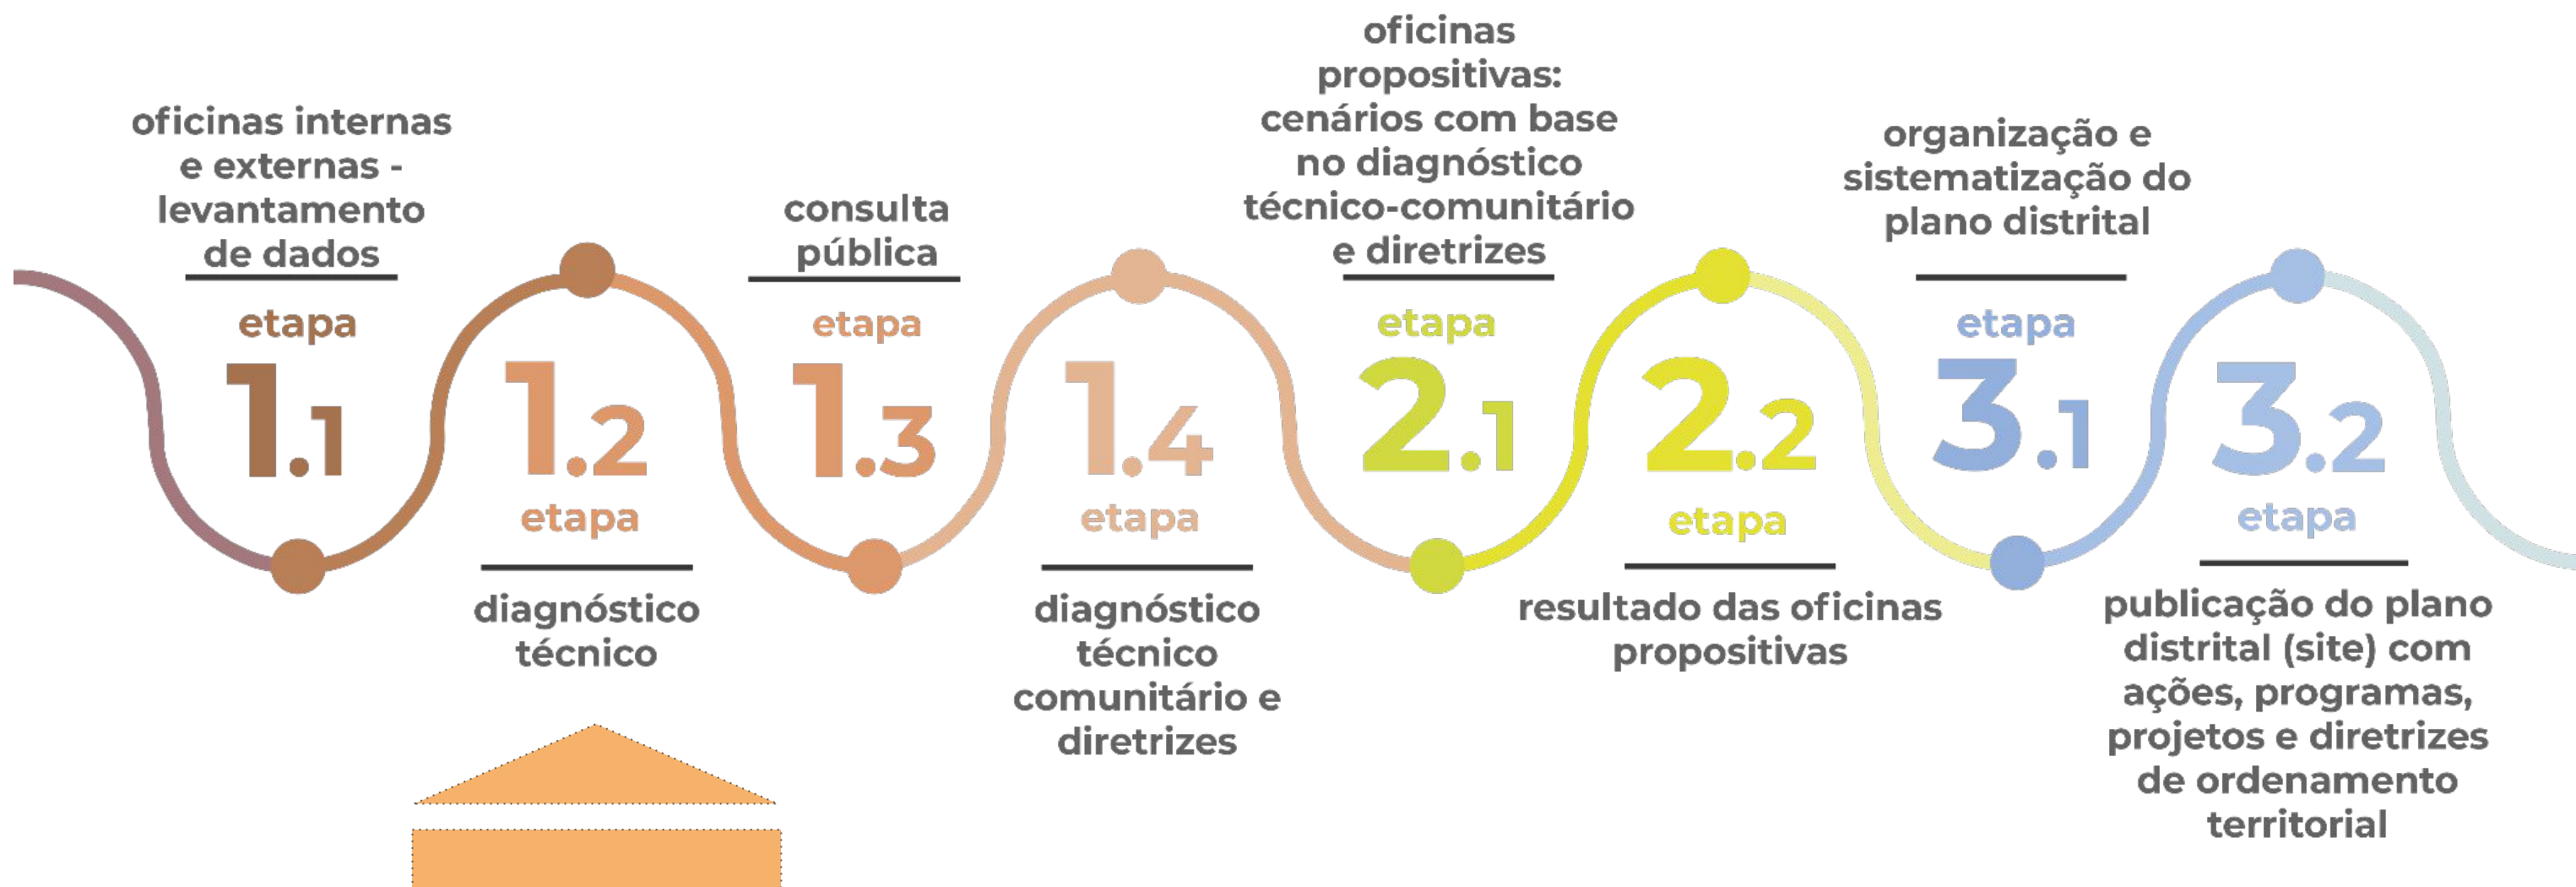 oficinas internas
e externas -
levantamento
de dados
etapa
1.1
1.2
etapa
diagnóstico
técnico
consulta
pública
etapa
1.3
1.4
etapa
diagnóstico
técnico
comunitário e
diretrizes
oficinas
propositivas:
cenários com base
no diagnóstico
técnico-comunitário
e diretrizes
etapa
2.1
2.2
etapa
resultado das oficinas
propositivas
organização e
sistematização do
plano distrital
etapa
3.1
3.2
etapa
publicação do plano
distrital (site) com
ações, programas,
projetos e diretrizes
de ordenamento
territorial